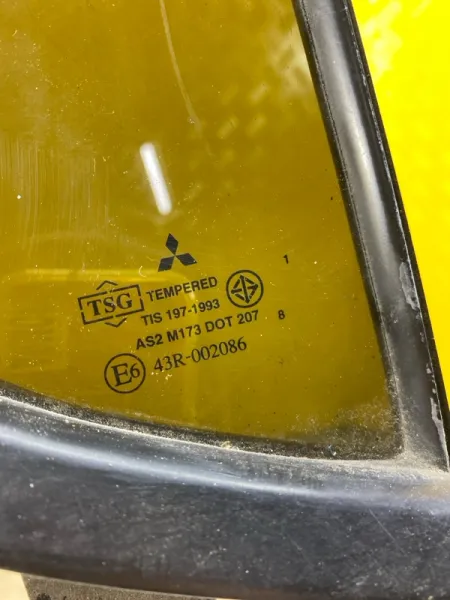 1
TSG TEMPERED
TIS 197-1993
AS2 M173 DOT 207 8
E6 43R-002086